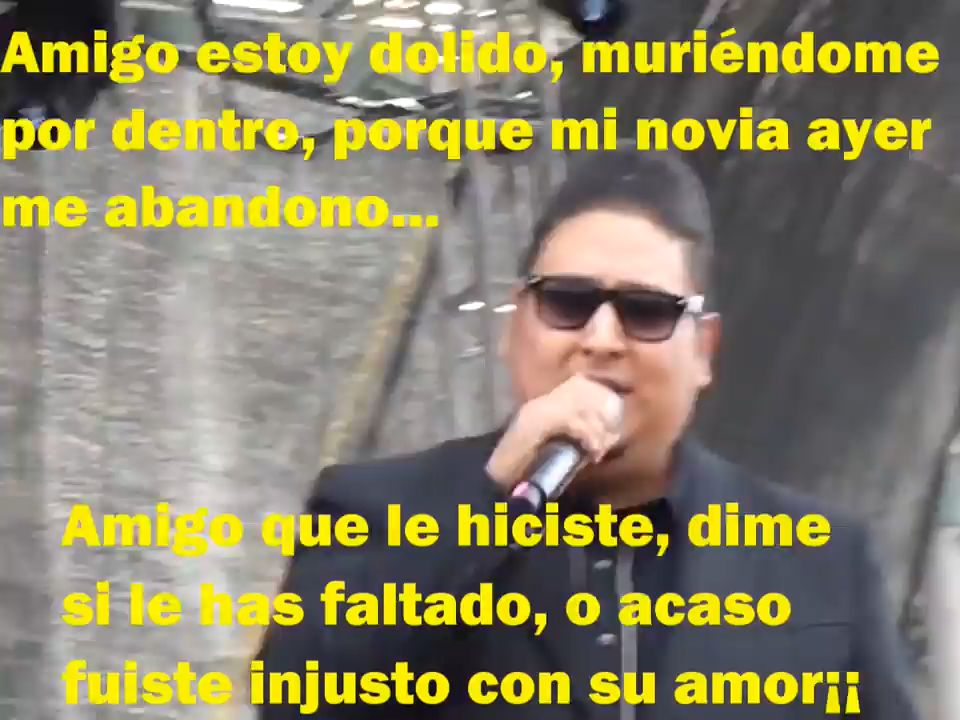 Amigo estoy dolido, muriéndome
por dentro, porque mi novia ayer
me abandono...
Amigo que le hiciste, dime
si le has faltado, o acaso
fuiste injusto con su amor¡¡